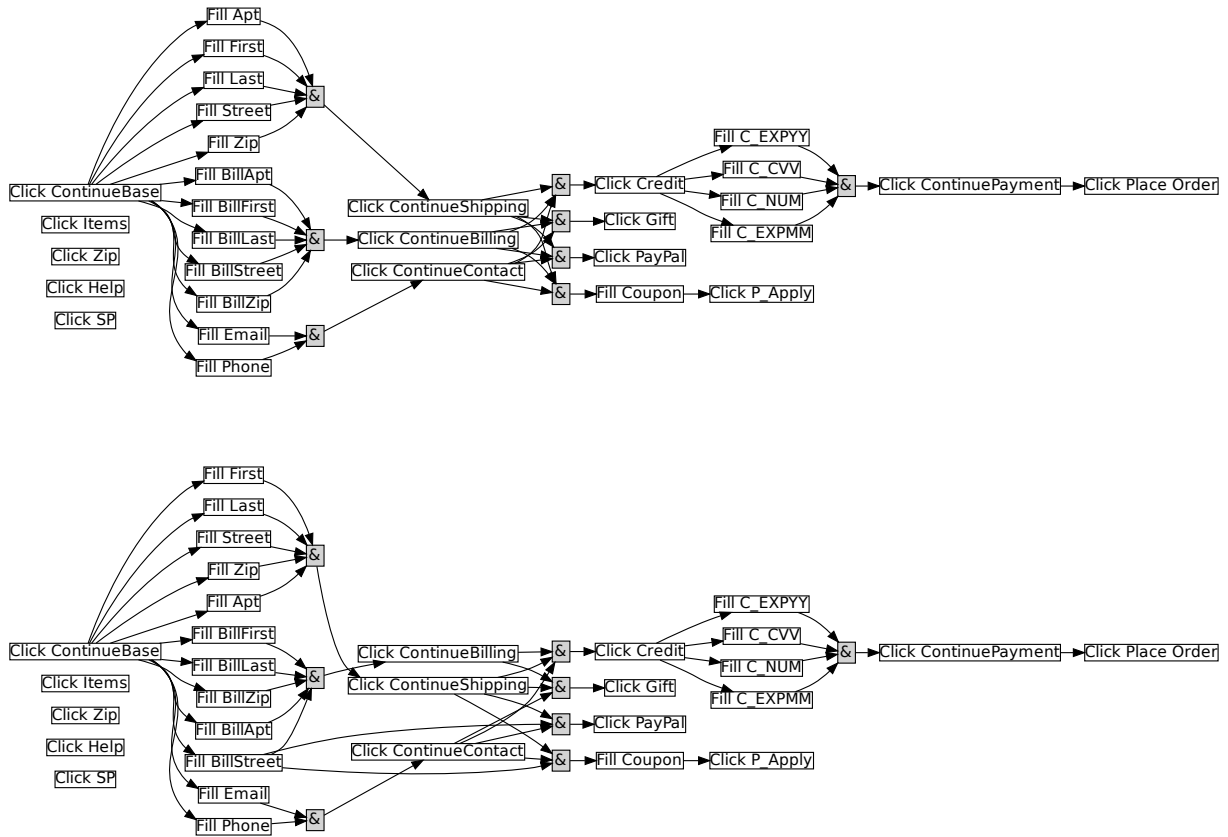 Fill Apt
Fill First
Fill Last
&
Fill Street
Fill C_EXPYY
Fill Zip
Fill C_CVV
Fill BillApt
& Click Credit & Click ContinuePayment Click Place Order
Click ContinueBase
Fill C_NUM
Fill BillFirst Click ContinueShipping
Click Items & Click Gift
Fill C_EXPMM
Fill BillLast & Click ContinueBilling
Click Zip & Click PayPal
Fill BillStreet Click ContinueContact
Click Help & Fill Coupon Click P_Apply
Fill BillZip
Click SP
Fill Email &
Fill Phone
Fill First
Fill Last
Fill Street
&
Fill Zip
Fill Apt Fill C_EXPYY
Fill BillFirst Fill C_CVV
Click ContinueBase Click ContinueBilling & Click Credit & Click ContinuePayment Click Place Order
Fill BillLast Fill C_NUM
&
Click Items Click ContinueShipping & Click Gift
Fill BillZip Fill C_EXPMM
Click Zip & Click PayPal
Fill BillApt
Click Help Click ContinueContact
Fill BillStreet & Fill Coupon Click P_Apply
Click SP
Fill Email
&
Fill Phone